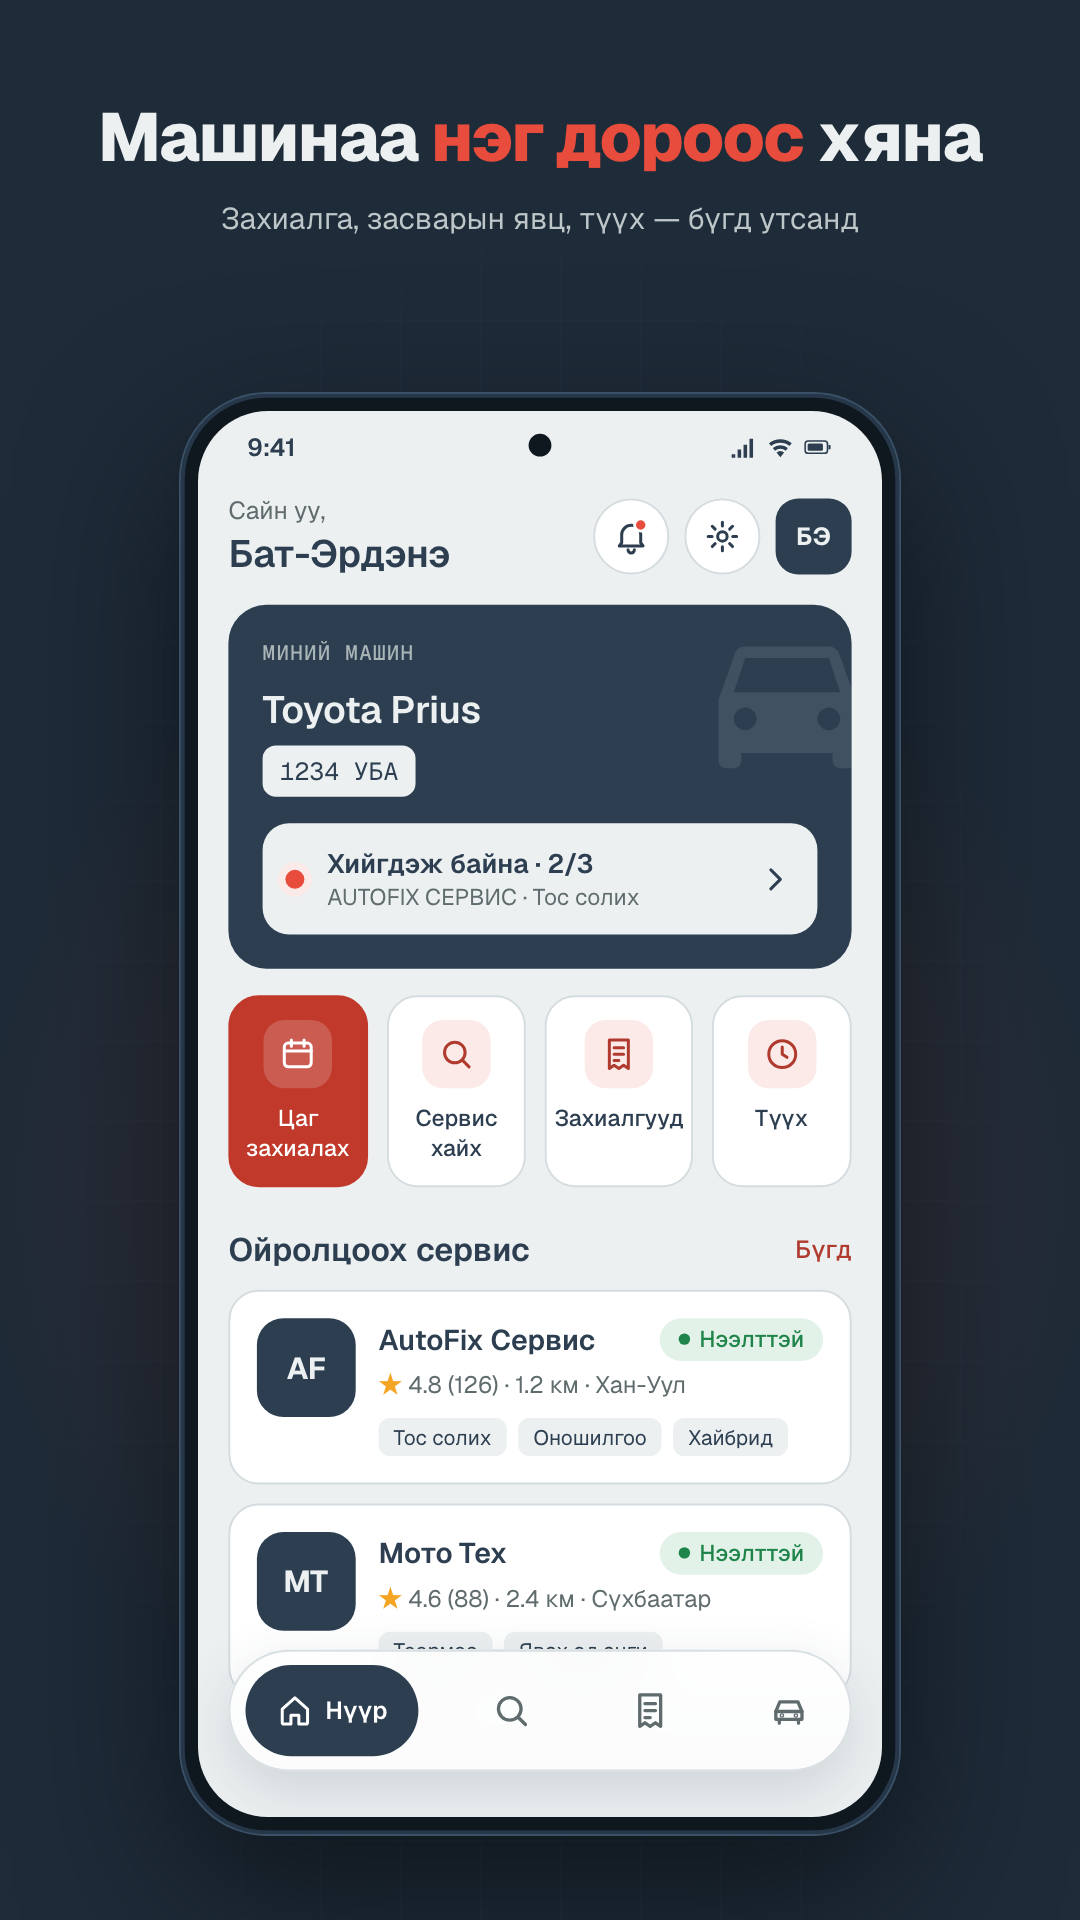 Машинаа нэг дороос хяна
Захиалга, засварын явц, түүх — бүгд утсанд
9:41
Сайн уу,
Бат-Эрдэнэ
БЭ
МИНИЙ МАШИН
Toyota Prius
1234 УБА
Хийгдэж байна · 2/3
AUTOFIX СЕРВИС · Тос солих
Цаг захиалах
Сервис хайх
Захиалгууд
Түүх
Ойролцоох сервис
Бүгд
AF
AutoFix Сервис
Нээлттэй
★ 4.8 (126) · 1.2 км · Хан-Уул
Тос солих
Оношилгоо
Хайбрид
MT
Мото Тех
Нээлттэй
★ 4.6 (88) · 2.4 км · Сүхбаатар
Нүүр